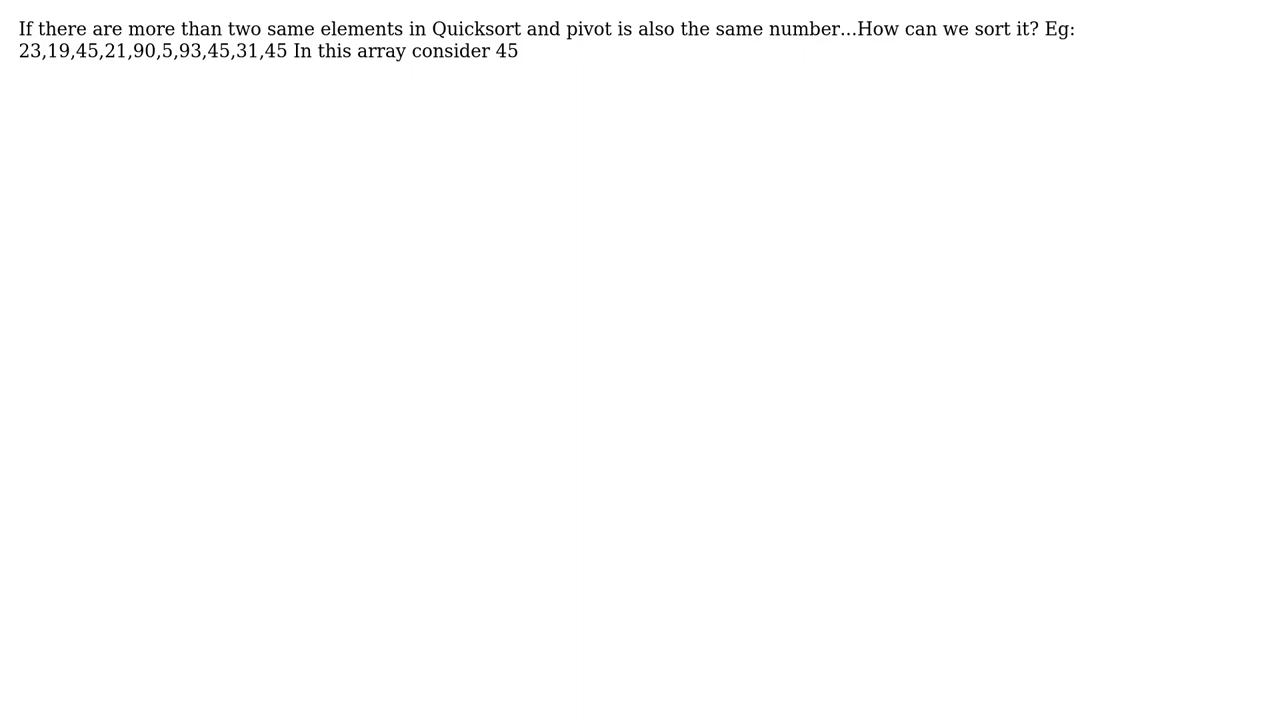 If there are more than two same elements in Quicksort and pivot is also the same number...How can we sort it? Eg:
23,19,45,21,90,5,93,45,31,45 In this array consider 45